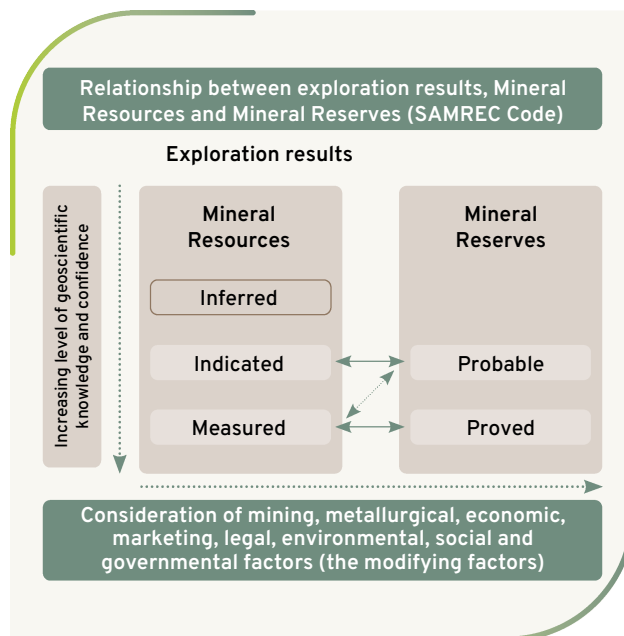 Relationship between exploration results, Mineral
Resources and Mineral Reserves (SAMREC Code)
Exploration results
Increasing level of geoscientific
knowledge and confidence
Mineral
Resources
Inferred
Indicated
Measured
Mineral
Reserves
Probable
Proved
Consideration of mining, metallurgical, economic,
marketing, legal, environmental, social and
governmental factors (the modifying factors)